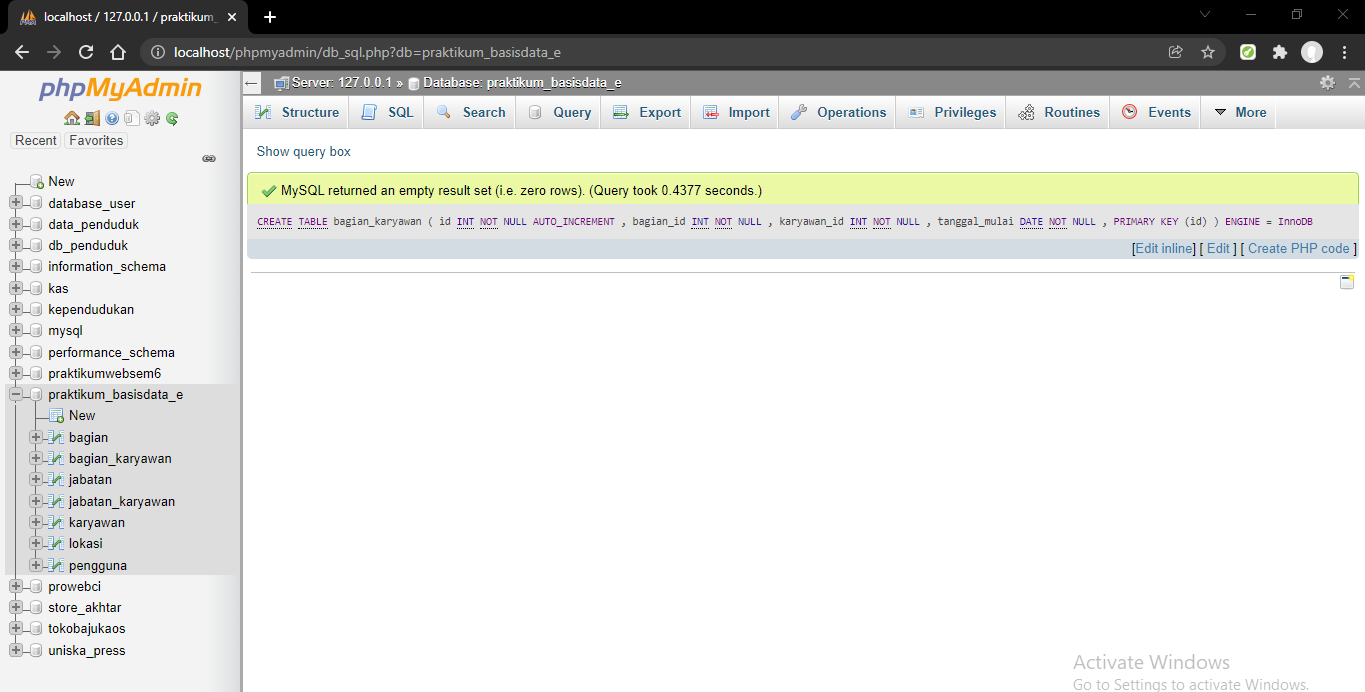 localhost / 127.0.0.1 / praktikum_
localhost/phpmyadmin/db_sql.php?db=praktikum_basisdata_e
phpMyAdmin
Recent Favorites
New
database_user
data_penduduk
db_penduduk
information_schema
kas
kependudukan
mysql
performance_schema
praktikumwebsem6
praktikum_basisdata_e
New
bagian
bagian_karyawan
jabatan
jabatan_karyawan
karyawan
lokasi
pengguna
prowebci
store_akhtar
tokobajukaos
uniska_press
Server: 127.0.0.1 » Database: praktikum_basisdata_e
Structure SQL Search Query Export Import Operations Privileges Routines Events More
Show query box
MySQL returned an empty result set (i.e. zero rows). (Query took 0.4377 seconds.)
CREATE TABLE bagian_karyawan ( id INT NOT NULL AUTO_INCREMENT , bagian_id INT NOT NULL , karyawan_id INT NOT NULL , tanggal_mulai DATE NOT NULL , PRIMARY KEY (id) ) ENGINE = InnoDB
[Edit inline] [ Edit ] [ Create PHP code ]
Activate Windows
Go to Settings to activate Windows.